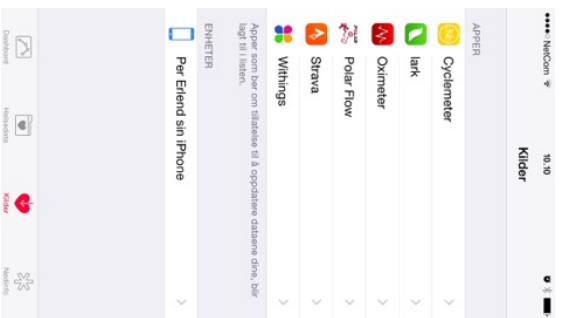 NetCom
10.10
Kilder
APPER
Cyclemeter
lark
Oximeter
POLAR
Polar Flow
Strava
Withings
Apper som ber om tillatelse til å oppdatere dataene dine, blir
lagt til i listen.
ENHETER
Per Erlend sin iPhone
Dashbord
Helsedata
Kilder
Nødinfo